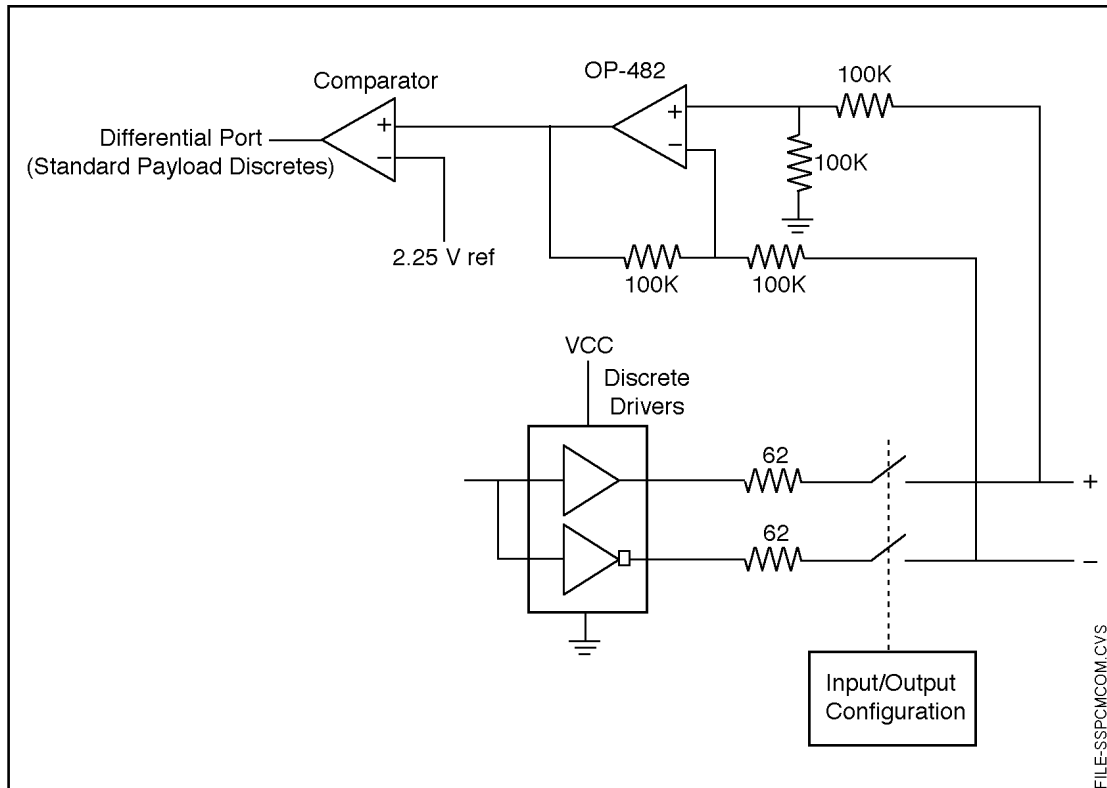 OP-482
100K
Comparator
+
−
+
−
Differential Port
(Standard Payload Discretes)
100K
2.25 V ref
100K
100K
VCC
Discrete
Drivers
62
+
62
−
Input/Output
Configuration
FILE-SSPCMCOM.CVS